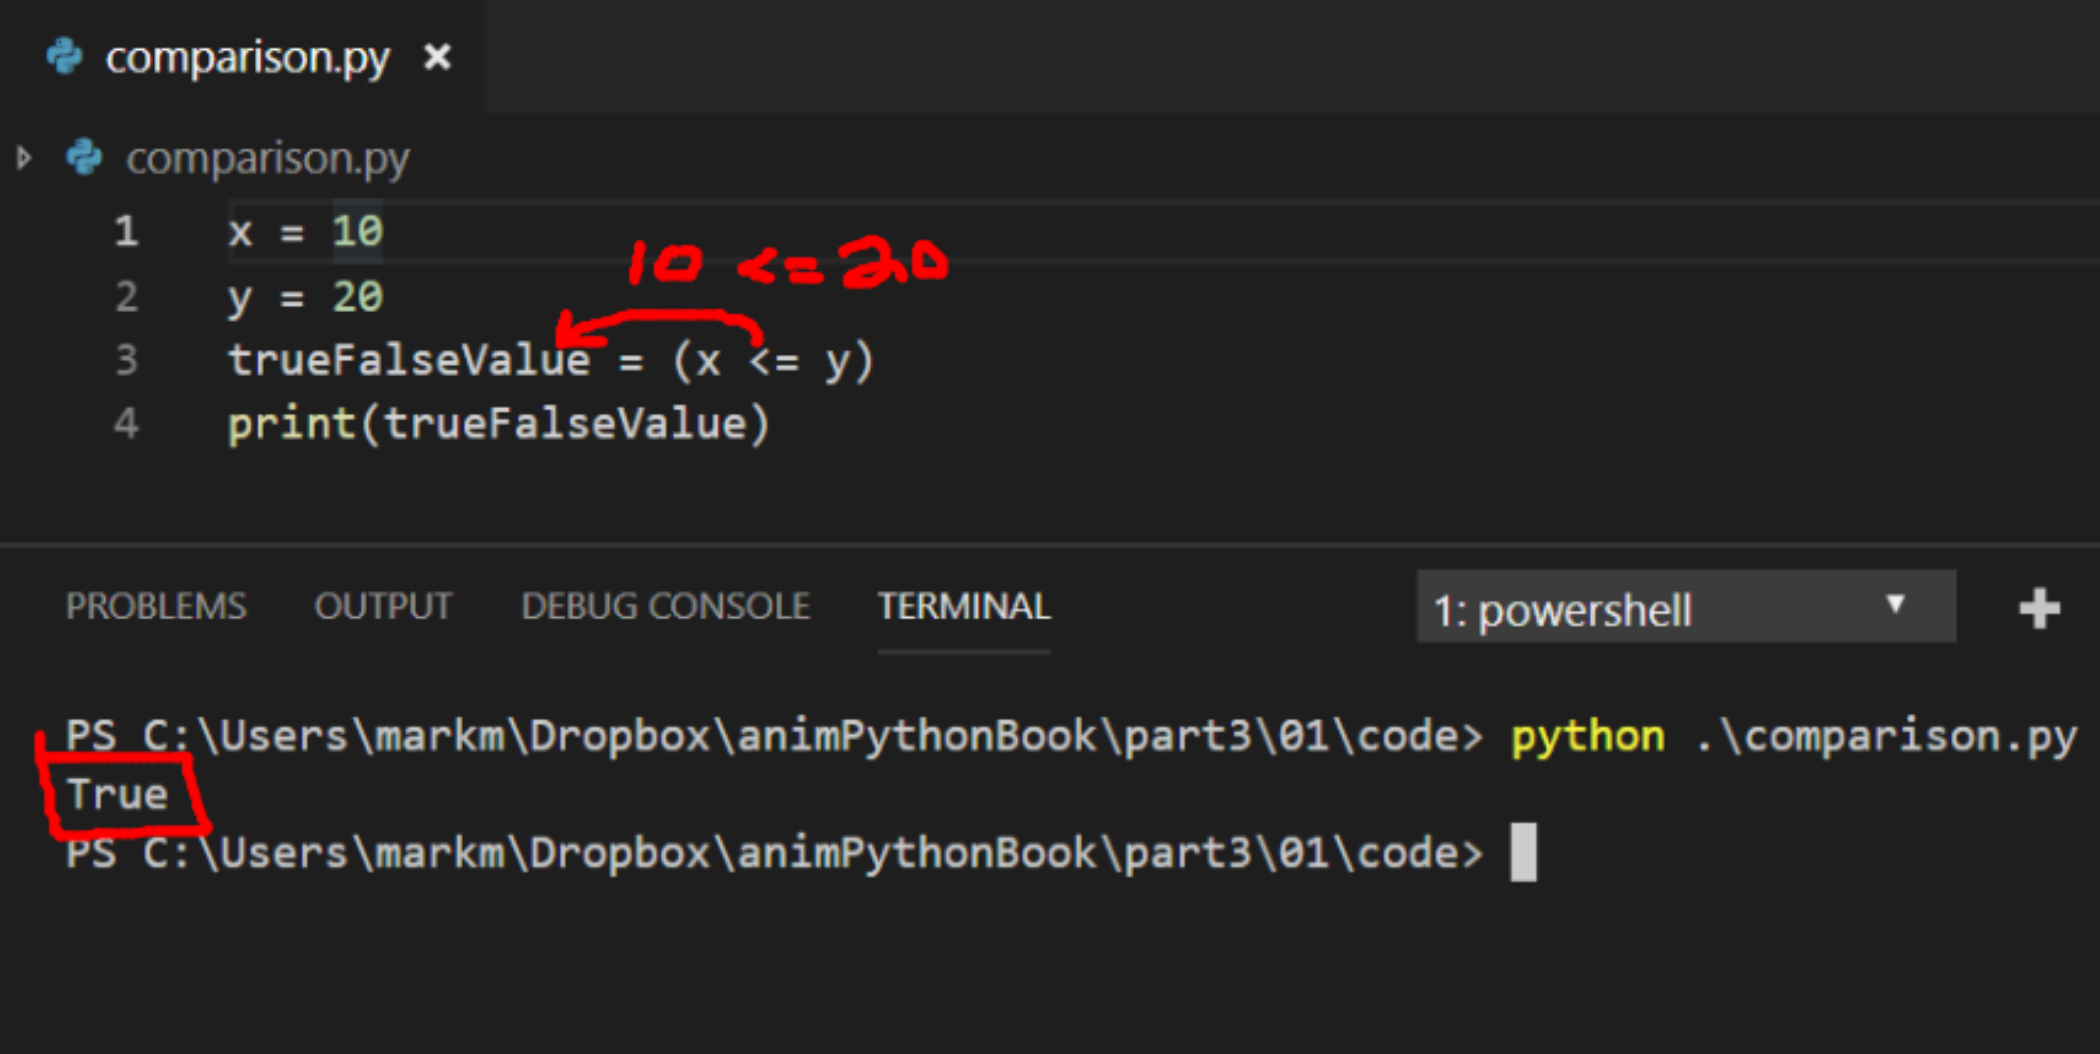 comparison.py ×
comparison.py
1 x = 10
10 <= 20
2 y = 20
3 trueFalseValue = (x <= y)
4 print(trueFalseValue)
PROBLEMS OUTPUT DEBUG CONSOLE TERMINAL 1: powershell
PS C:\Users\markm\Dropbox\animPythonBook\part3\01\code> python .\comparison.py
True
PS C:\Users\markm\Dropbox\animPythonBook\part3\01\code>